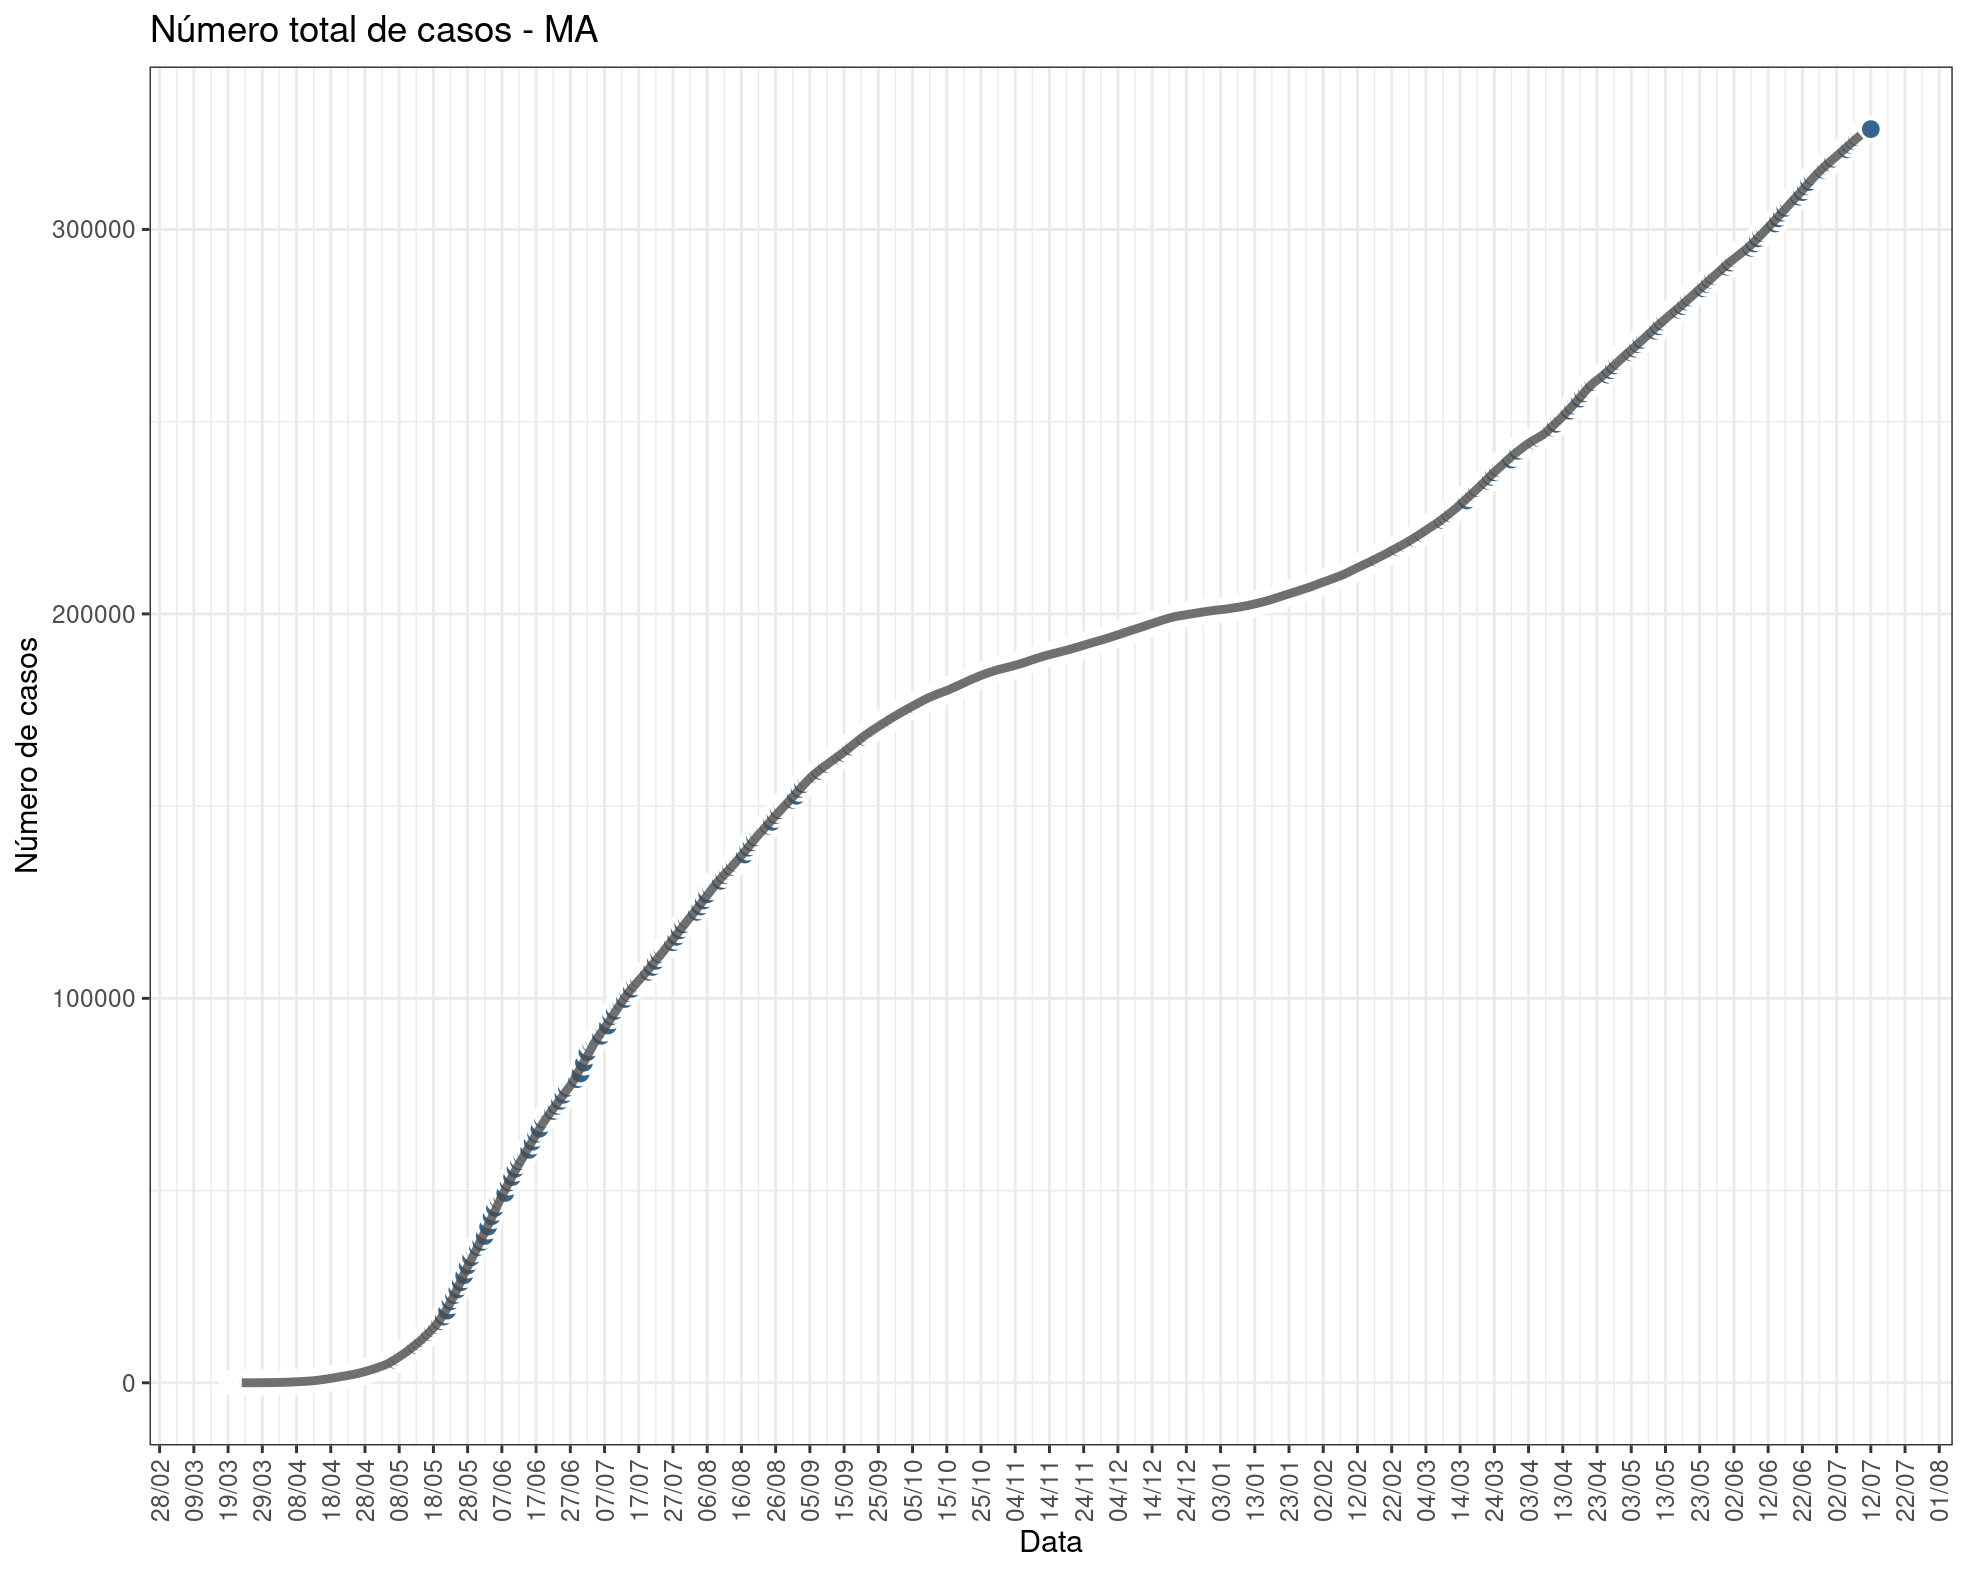 Número total de casos - MA
Número de casos
300000
200000
100000
0
28/02 09/03 19/03 29/03 08/04 18/04 28/04 08/05 18/05 28/05 07/06 17/06 27/06 07/07 17/07 27/07 06/08 16/08 26/08 05/09 15/09 25/09 05/10 15/10 25/10 04/11 14/11 24/11 04/12 14/12 24/12 03/01 13/01 23/01 02/02 12/02 22/02 04/03 14/03 24/03 03/04 13/04 23/04 03/05 13/05 23/05 02/06 12/06 22/06 02/07 12/07 22/07 01/08
Data